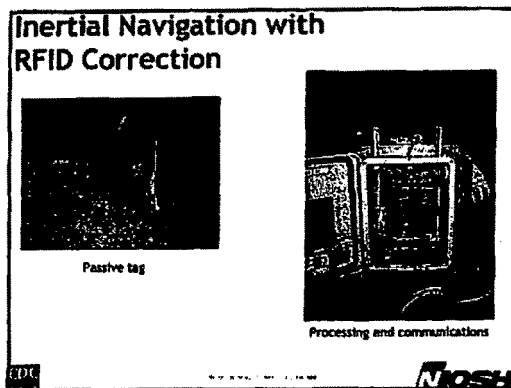 Inertial Navigation with
RFID Correction
Passive tag
Processing and communications
CDC
NIOSH